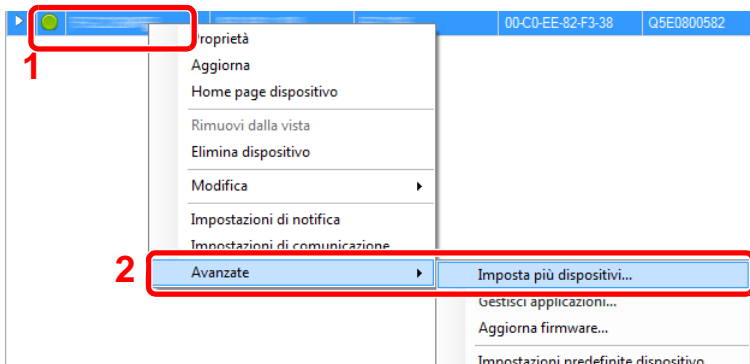 00-C0-EE-82-F3-38 Q5E0800582
1
Proprietà
Aggiorna
Home page dispositivo
Rimuovi dalla vista
Elimina dispositivo
Modifica
Impostazioni di notifica
Impostazioni di comunicazione
2 Avanzate Imposta più dispositivi...
Gestisci applicazioni...
Aggiorna firmware...
Impostazioni predefinite dispositivo